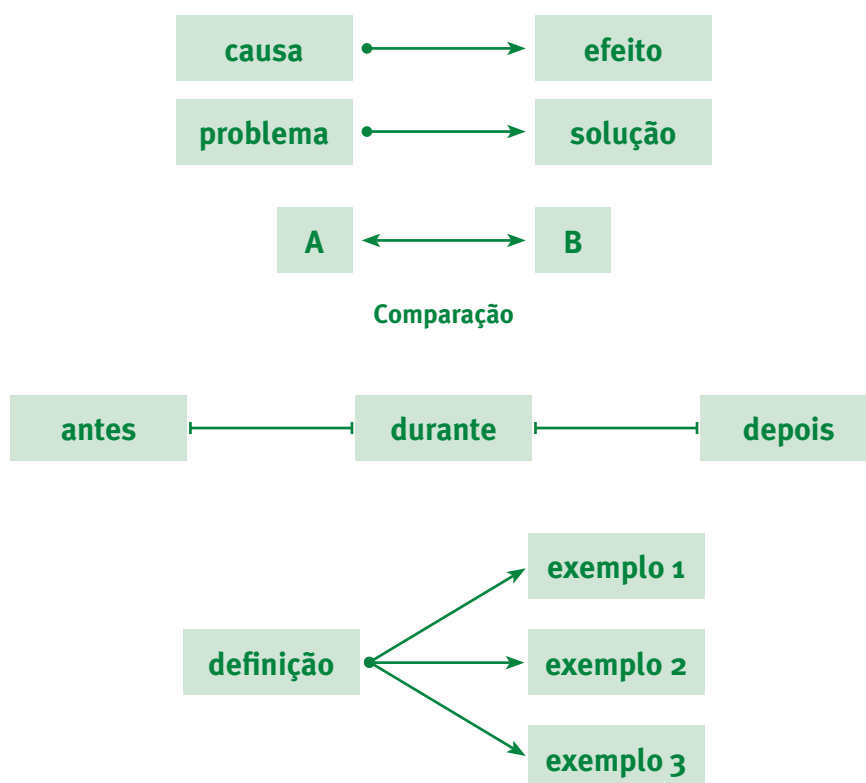 causa efeito
problema solução
A B
Comparação
antes durante depois
exemplo 1
definição exemplo 2
exemplo 3